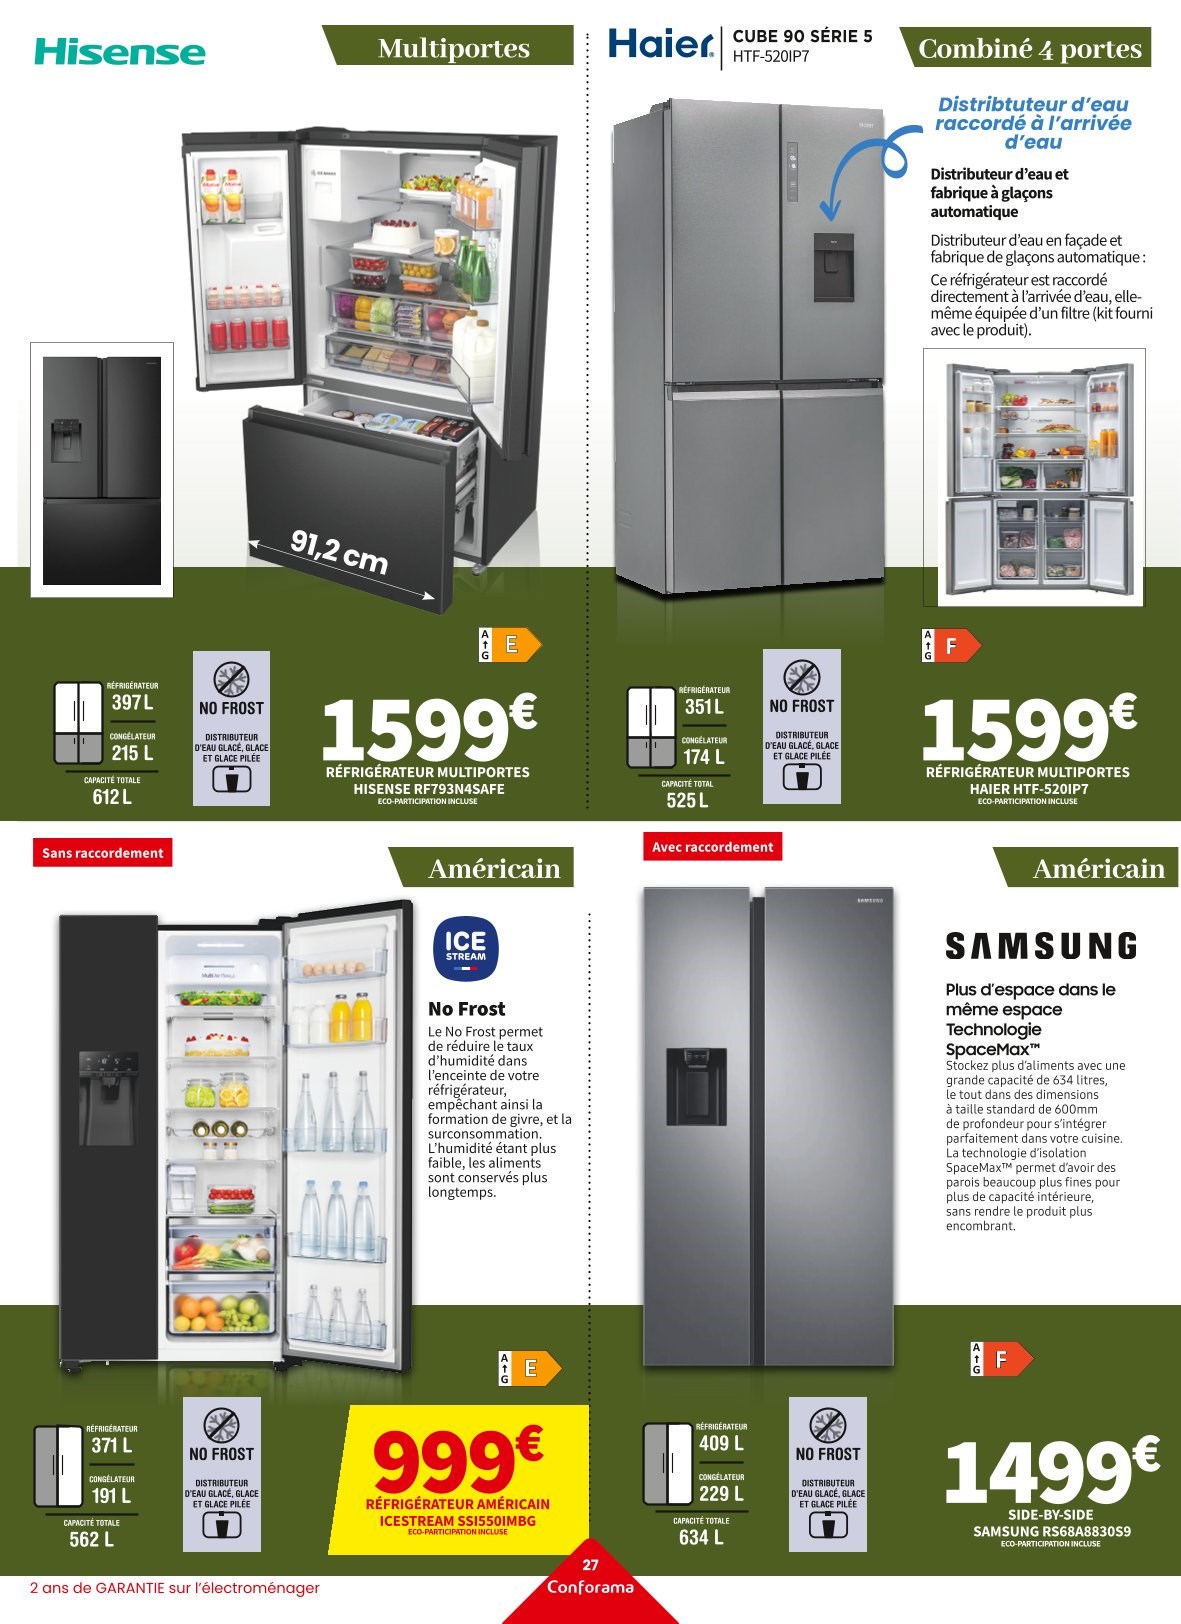 Hisense
Multiportes
91,2 cm
A
G
E
RÉFRIGÉRATEUR
397 L
CONGÉLATEUR
215 L
CAPACITÉ TOTALE
612 L
NO FROST
DISTRIBUTEUR
D'EAU GLACÉ, GLACE
ET GLACE PILÉE
1599€
RÉFRIGÉRATEUR MULTIPORTES
HISENSE RF793N4SAFE
ECO-PARTICIPATION INCLUSE
Haier
CUBE 90 SÉRIE 5
HTF-520IP7
Combiné 4 portes
Distribtuteur d'eau
raccordé à l'arrivée
d'eau
Distributeur d'eau et
fabrique à glaçons
automatique
Distributeur d'eau en façade et
fabrique de glaçons automatique :
Ce réfrigérateur est raccordé
directement à l'arrivée d'eau, elle-
même équipée d'un filtre (kit fourni
avec le produit).
A
G
F
RÉFRIGÉRATEUR
351 L
CONGÉLATEUR
174 L
CAPACITÉ TOTAL
525 L
NO FROST
DISTRIBUTEUR
D'EAU GLACÉ, GLACE
ET GLACE PILÉE
1599€
RÉFRIGÉRATEUR MULTIPORTES
HAIER HTF-520IP7
ECO-PARTICIPATION INCLUSE
Sans raccordement
Américain
ICE
STREAM
No Frost
Le No Frost permet
de réduire le taux
d'humidité dans
l'enceinte de votre
réfrigérateur,
empêchant ainsi la
formation de givre, et la
surconsommation.
L'humidité étant plus
faible, les aliments
sont conservés plus
longtemps.
A
G
E
RÉFRIGÉRATEUR
371 L
CONGÉLATEUR
191 L
CAPACITÉ TOTALE
562 L
NO FROST
DISTRIBUTEUR
D'EAU GLACÉ, GLACE
ET GLACE PILÉE
999€
RÉFRIGÉRATEUR AMÉRICAIN
ICESTREAM SSI550IMBG
ECO-PARTICIPATION INCLUSE
Avec raccordement
Américain
SAMSUNG
SAMSUNG
Plus d'espace dans le
même espace
Technologie
SpaceMax™
Stockez plus d'aliments avec une
grande capacité de 634 litres,
le tout dans des dimensions
à taille standard de 600mm
de profondeur pour s'intégrer
parfaitement dans votre cuisine.
La technologie d'isolation
SpaceMax™ permet d'avoir des
parois beaucoup plus fines pour
plus de capacité intérieure,
sans rendre le produit plus
encombrant.
A
G
F
RÉFRIGÉRATEUR
409 L
CONGÉLATEUR
229 L
CAPACITÉ TOTALE
634 L
NO FROST
DISTRIBUTEUR
D'EAU GLACÉ, GLACE
ET GLACE PILÉE
1499€
SIDE-BY-SIDE
SAMSUNG RS68A8830S9
ECO-PARTICIPATION INCLUSE
2 ans de GARANTIE sur l'électroménager
27
Conforama